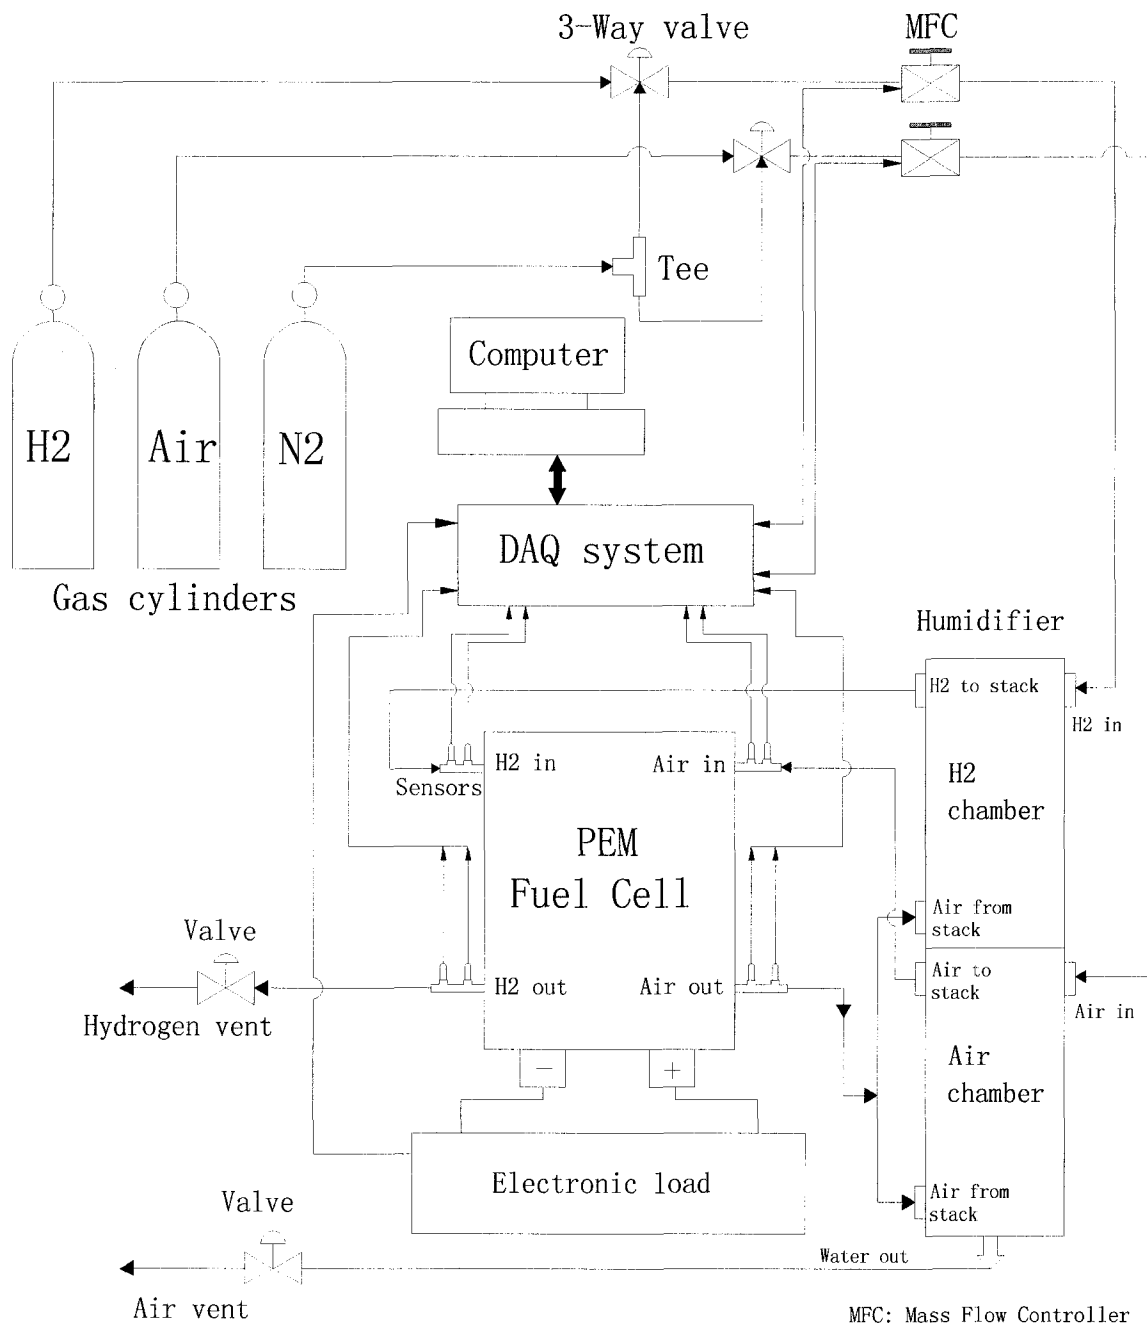 3-Way valve
MFC
Tee
Computer
H2
Air
N2
DAQ system
Gas cylinders
Humidifier
H2 to stack
H2 in
H2 in
Air in
Sensors
H2
chamber
PEM
Fuel Cell
Air from
stack
Valve
Air to
stack
H2 out
Air out
Hydrogen vent
Air in
-
+
Air
chamber
Electronic load
Valve
Air from
stack
Water out
Air vent
MFC: Mass Flow Controller